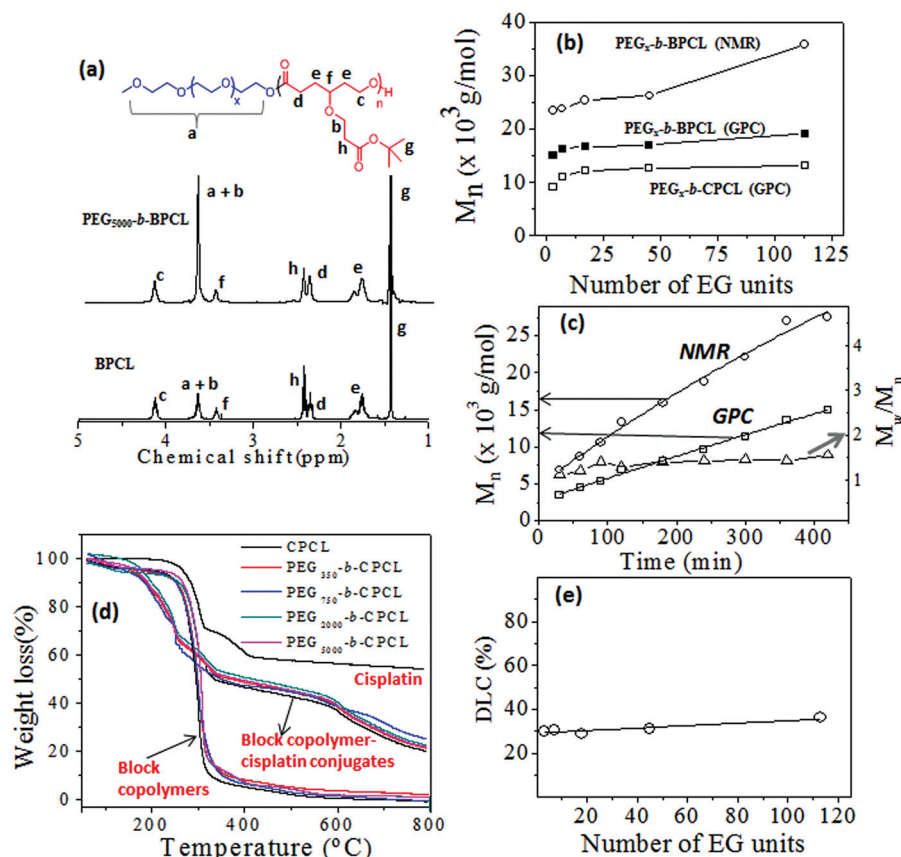 (a)
O
O
O
O
O
x
a
O
e
e
f
d
c
O
H
n
O
b
h
O
O
g
PEG5000-b-BPCL
a + b
c
f
h
d
e
g
BPCL
a + b
c
f
h
d
e
g
5 4 3 2 1
Chemical shift(ppm)
(b)
PEGx-b-BPCL (NMR)
PEGx-b-BPCL (GPC)
PEGx-b-CPCL (GPC)
40
30
20
10
0
Mn (x 10³ g/mol)
0 25 50 75 100 125
Number of EG units
(c)
NMR
GPC
25
20
15
10
5
0
Mn (x 10³ g/mol)
4
3
2
1
Mw/Mn
0 100 200 300 400
Time (min)
(d)
CPCL
PEG350-b-CPCL
PEG750-b-CPCL
PEG2000-b-CPCL
PEG5000-b-CPCL
Cisplatin
Block copolymer-
cisplatin conjugates
Block
copolymers
100
80
60
40
20
0
Weight loss(%)
200 400 600 800
Temperature (ºC)
(e)
80
60
40
20
DLC (%)
20 40 60 80 100 120
Number of EG units